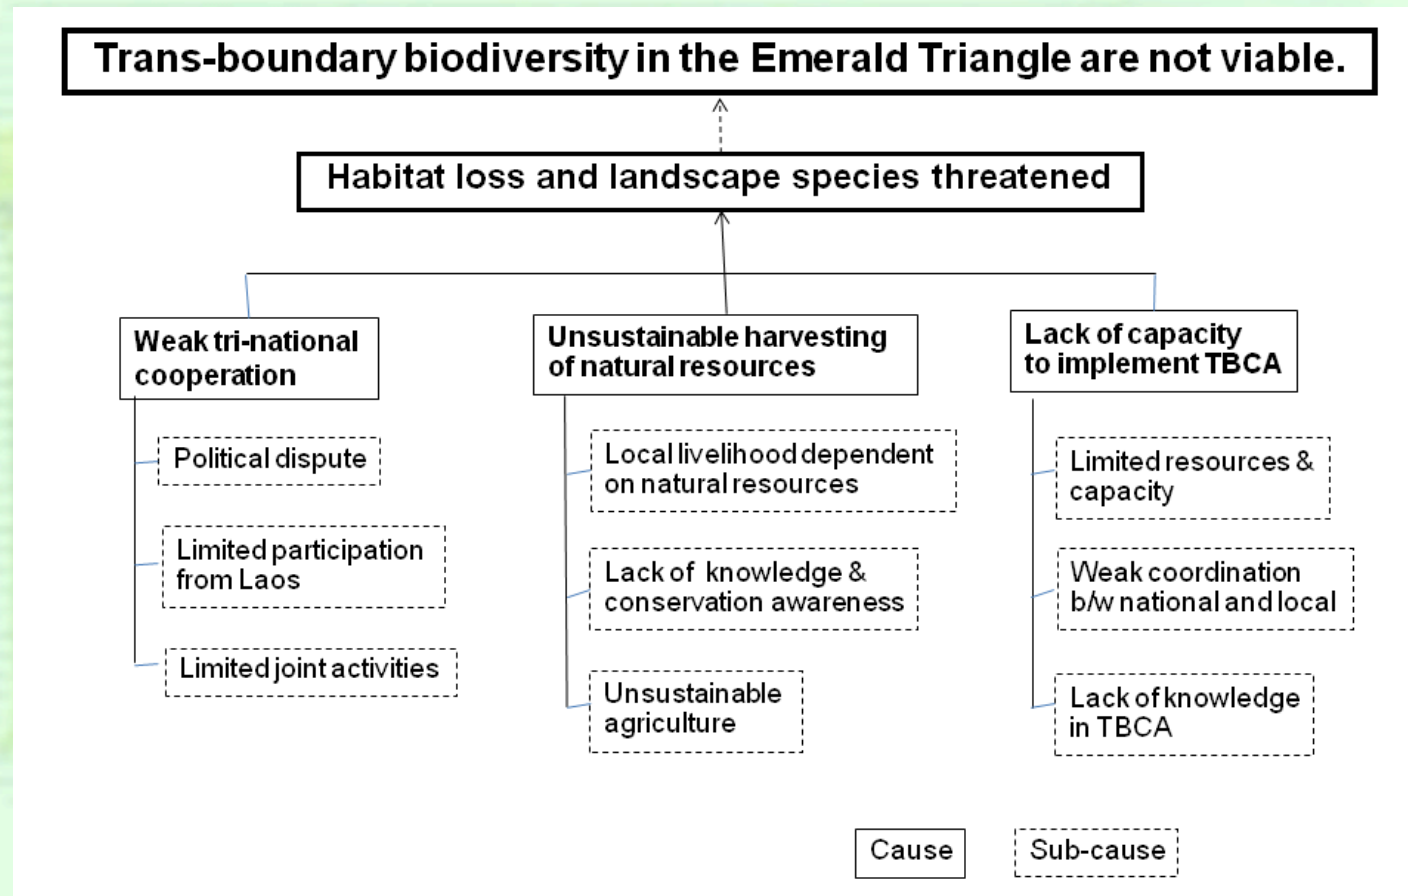 Trans-boundary biodiversity in the Emerald Triangle are not viable.
Habitat loss and landscape species threatened
Weak tri-national
cooperation
Political dispute
Limited participation
from Laos
Limited joint activities
Unsustainable harvesting
of natural resources
Local livelihood dependent
on natural resources
Lack of knowledge &
conservation awareness
Unsustainable
agriculture
Lack of capacity
to implement TBCA
Limited resources &
capacity
Weak coordination
b/w national and local
Lack of knowledge
in TBCA
Cause
Sub-cause